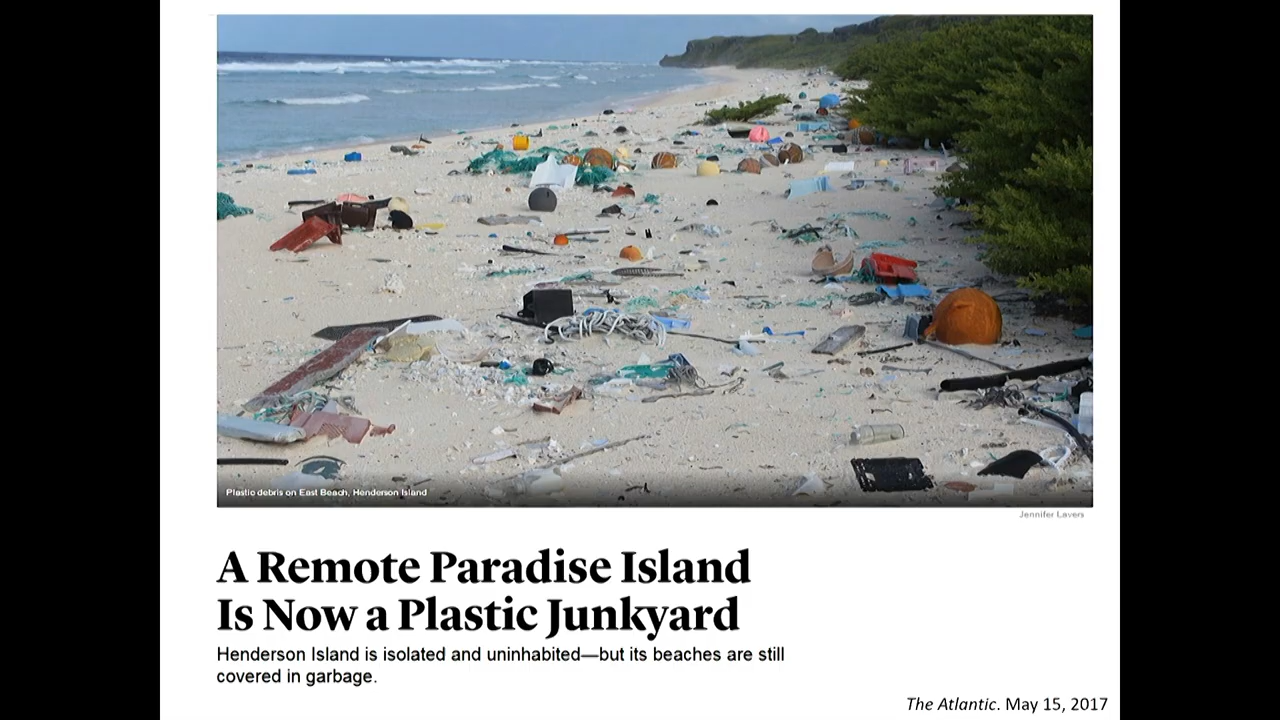 Plastic debris on East Beach, Henderson Island
Jennifer Lavers
A Remote Paradise Island
Is Now a Plastic Junkyard
Henderson Island is isolated and uninhabited—but its beaches are still
covered in garbage.
The Atlantic. May 15, 2017